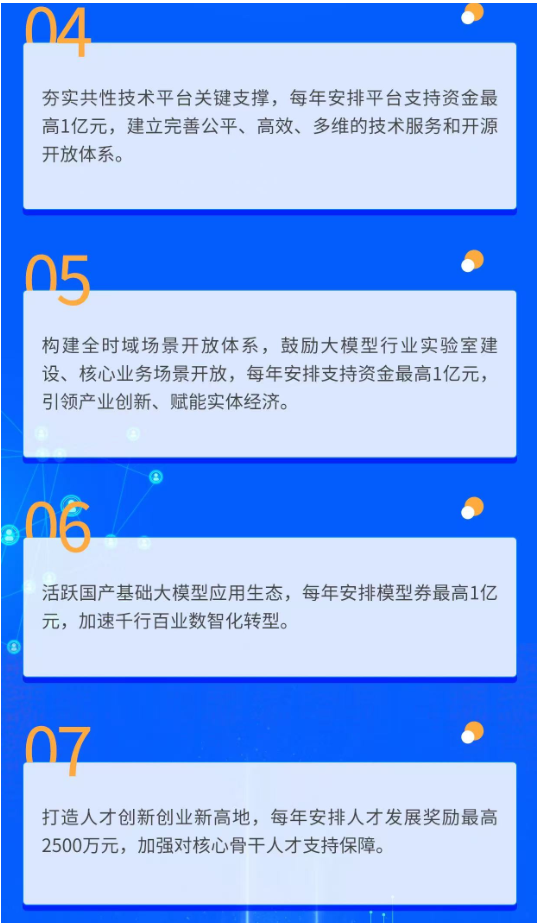 04
夯实共性技术平台关键支撑，每年安排平台支持资金最
高1亿元，建立完善公平、高效、多维的技术服务和开源
开放体系。
05
构建全时域场景开放体系，鼓励大模型行业实验室建
设、核心业务场景开放，每年安排支持资金最高1亿元，
引领产业创新、赋能实体经济。
06
活跃国产基础大模型应用生态，每年安排模型券最高1亿
元，加速千行百业数智化转型。
07
打造人才创新创业新高地，每年安排人才发展奖励最高
2500万元，加强对核心骨干人才支持保障。